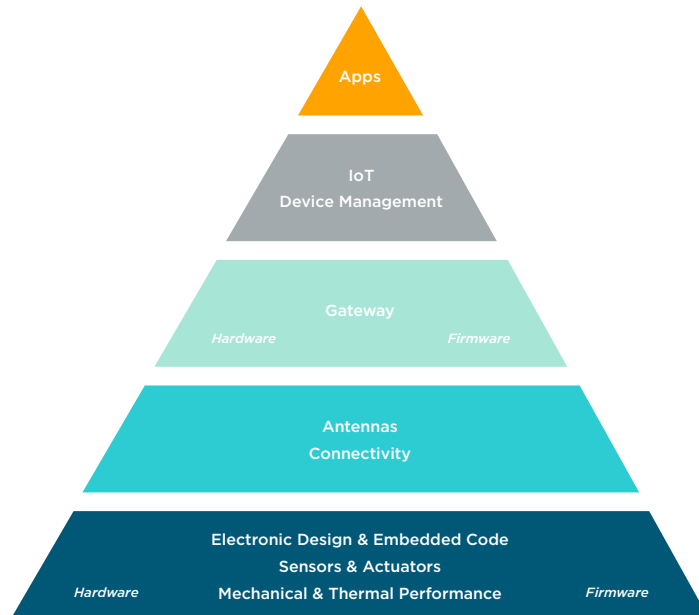 Apps
IoT
Device Management
Gateway
Hardware Firmware
Antennas
Connectivity
Electronic Design & Embedded Code
Sensors & Actuators
Mechanical & Thermal Performance
Hardware Firmware